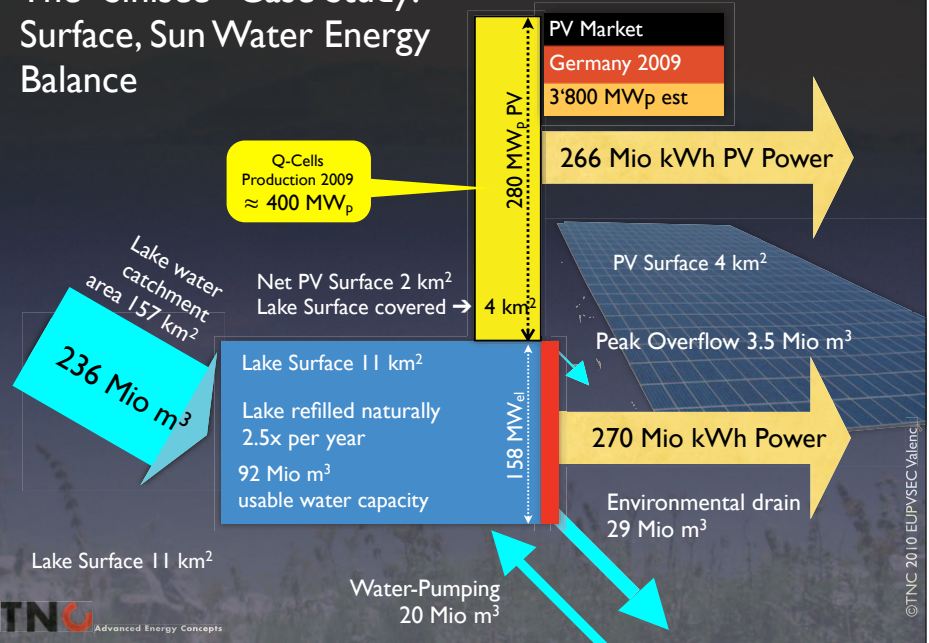 The Case Study:
Surface, Sun Water Energy
Balance
PV Market
Germany 2009
3'800 MWp est
280 MWp PV
266 Mio kWh PV Power
Q-Cells
Production 2009
≈ 400 MWp
PV Surface 4 km²
Lake water
catchment
area 157 km²
Net PV Surface 2 km²
Lake Surface covered → 4 km²
Peak Overflow 3.5 Mio m³
236 Mio m³
Lake Surface 11 km²
Lake refilled naturally
2.5x per year
92 Mio m³
usable water capacity
158 MWel
270 Mio kWh Power
Environmental drain
29 Mio m³
Lake Surface 11 km²
Water-Pumping
20 Mio m³
TNC Advanced Energy Concepts
©TNC 2010 EUPVSEC Valenc